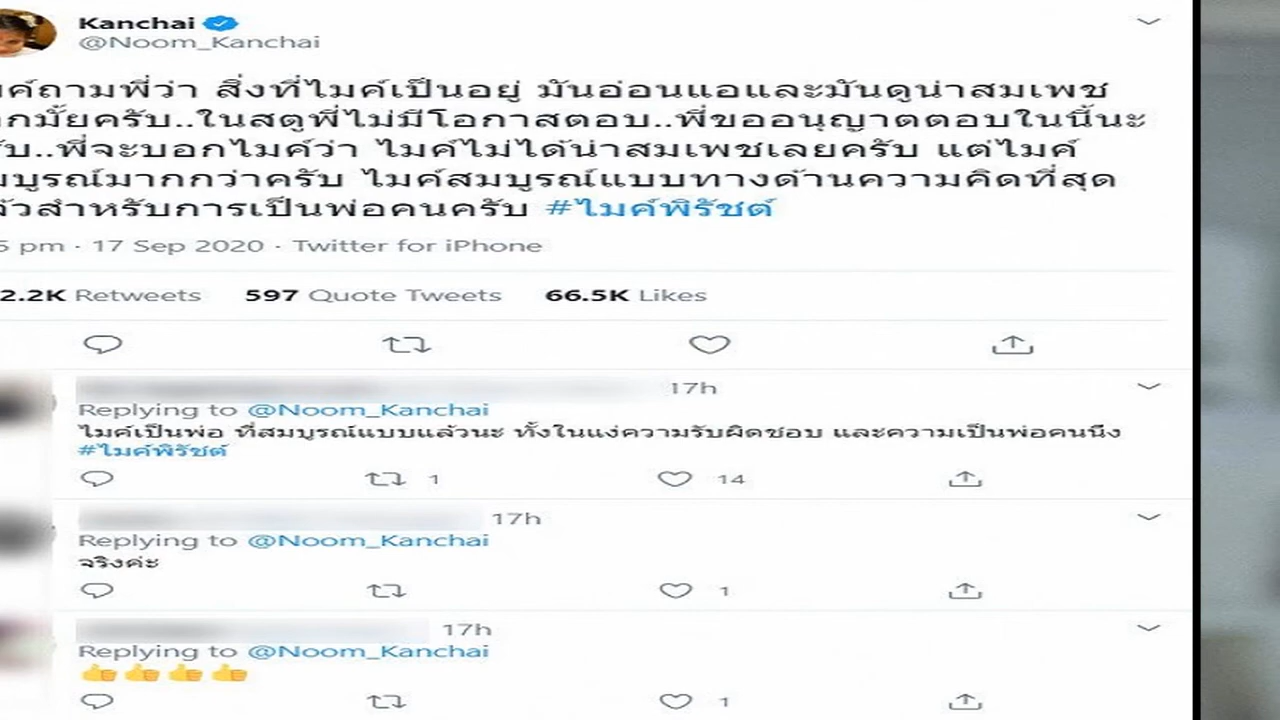 Kanchai
@Noom_Kanchai
ค์ถามพี่ว่า สิ่งที่ไมค์เป็นอยู่ มันอ่อนแอและมันดูน่าสมเพช
กมั้ยครับ..ในสตูพี่ไม่มีโอกาสตอบ..พี่ขออนุญาตตอบในนี้นะ
ับ..พี่จะบอกไมค์ว่า ไมค์ไม่ได้น่าสมเพชเลยครับ แต่ไมค์
มบูรณ์มากกว่าครับ ไมค์สมบูรณ์แบบทางด้านความคิดที่สุด
ล้วสำหรับการเป็นพ่อคนครับ #ไมค์พิรัชต์
5 pm · 17 Sep 2020 · Twitter for iPhone
2.2K Retweets 597 Quote Tweets 66.5K Likes
17h
Replying to @Noom_Kanchai
ไมค์เป็นพ่อ ที่สมบูรณ์แบบแล้วนะ ทั้งในแง่ความรับผิดชอบ และความเป็นพ่อคนนึง
#ไมค์พิรัชต์
1 14
17h
Replying to @Noom_Kanchai
จริงค่ะ
1
17h
Replying to @Noom_Kanchai
👍👍👍👍
1